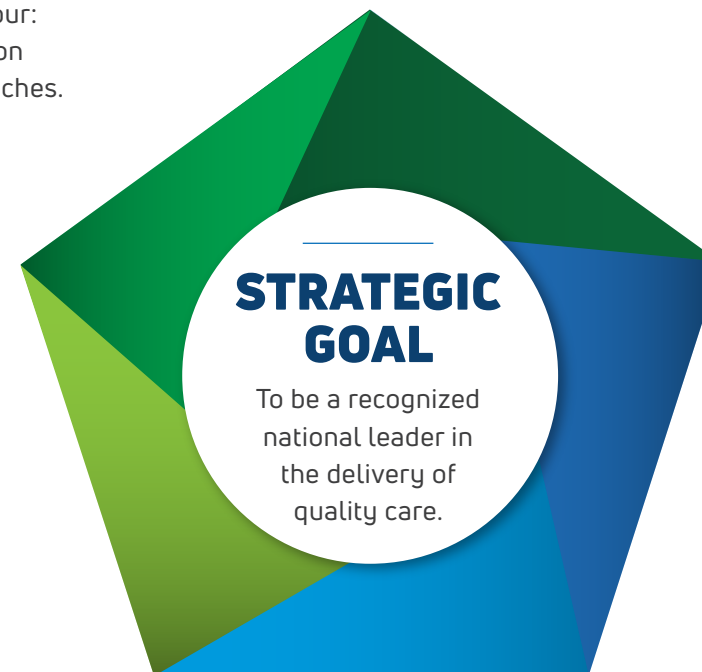 our:
on
ches.
STRATEGIC
GOAL
To be a recognized
national leader in
the delivery of
quality care.